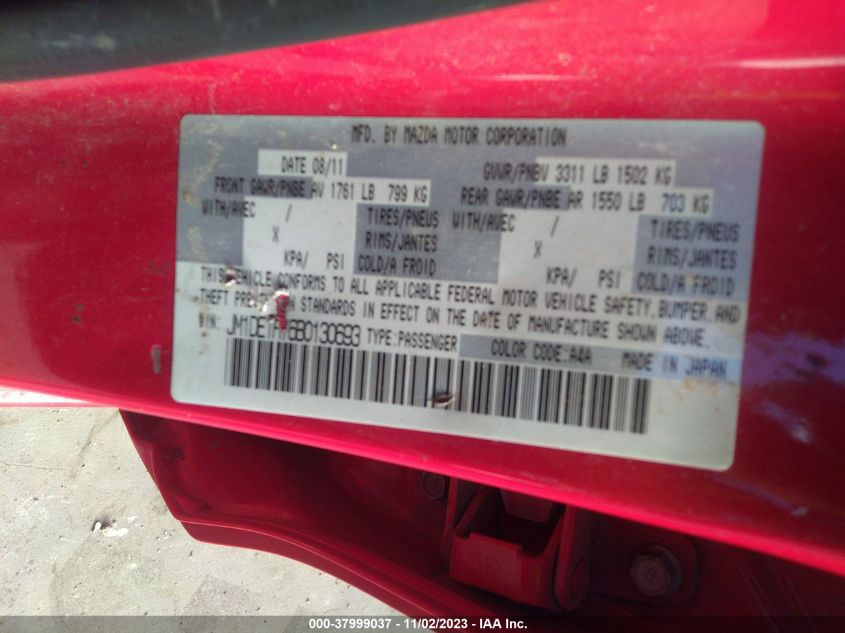 MFD. BY MAZDA MOTOR CORPORATION
DATE 08/11 GVWR/PNBV 3311 LB 1502 KG
FRONT GAWR/PNBE AV 1761 LB 799 KG REAR GAWR/PNBE AR 1550 LB 703 KG
WITH/AVEC / TIRES/PNEUS WITH/AVEC / TIRES/PNEUS
X RIMS/JANTES X RIMS/JANTES
KPA/ PSI COLD/A FROID KPA/ PSI COLD/A FROID
THIS VEHICLE CONFORMS TO ALL APPLICABLE FEDERAL MOTOR VEHICLE SAFETY, BUMPER, AND
THEFT STANDARDS IN EFFECT ON THE DATE OF MANUFACTURE SHOWN ABOVE.
VIN: TYPE:PASSENGER COLOR CODE:A4A MADE IN JAPAN
R
000-37999037 - 11/02/2023 - IAA Inc.